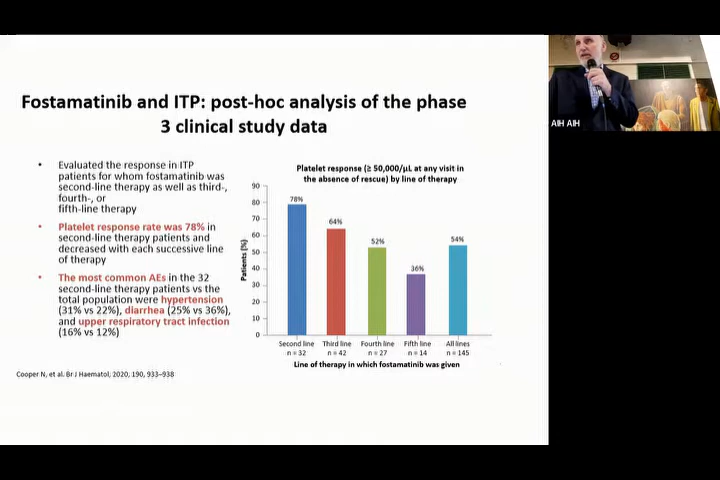 Fostamatinib and ITP: post-hoc analysis of the phase
3 clinical study data
• Evaluated the response in ITP
patients for whom fostamatinib was
second-line therapy as well as third-,
fourth-, or
fifth-line therapy
• Platelet response rate was 78% in
second-line therapy patients and
decreased with each successive line
of therapy
• The most common AEs in the 32
second-line therapy patients vs the
total population were hypertension
(31% vs 22%), diarrhea (25% vs 36%),
and upper respiratory tract infection
(16% vs 12%)
Platelet response (≥ 50,000/μL at any visit in
the absence of rescue) by line of therapy
Patients (%)
90
80
70
60
50
40
30
20
10
0
78%
64%
52%
36%
54%
Second line
n = 32
Third line
n = 42
Fourth line
n = 27
Fifth line
n = 14
All lines
n = 145
Line of therapy in which fostamatinib was given
Cooper N, et al. Br J Haematol; 2020, 190, 933–938
AIH AIH